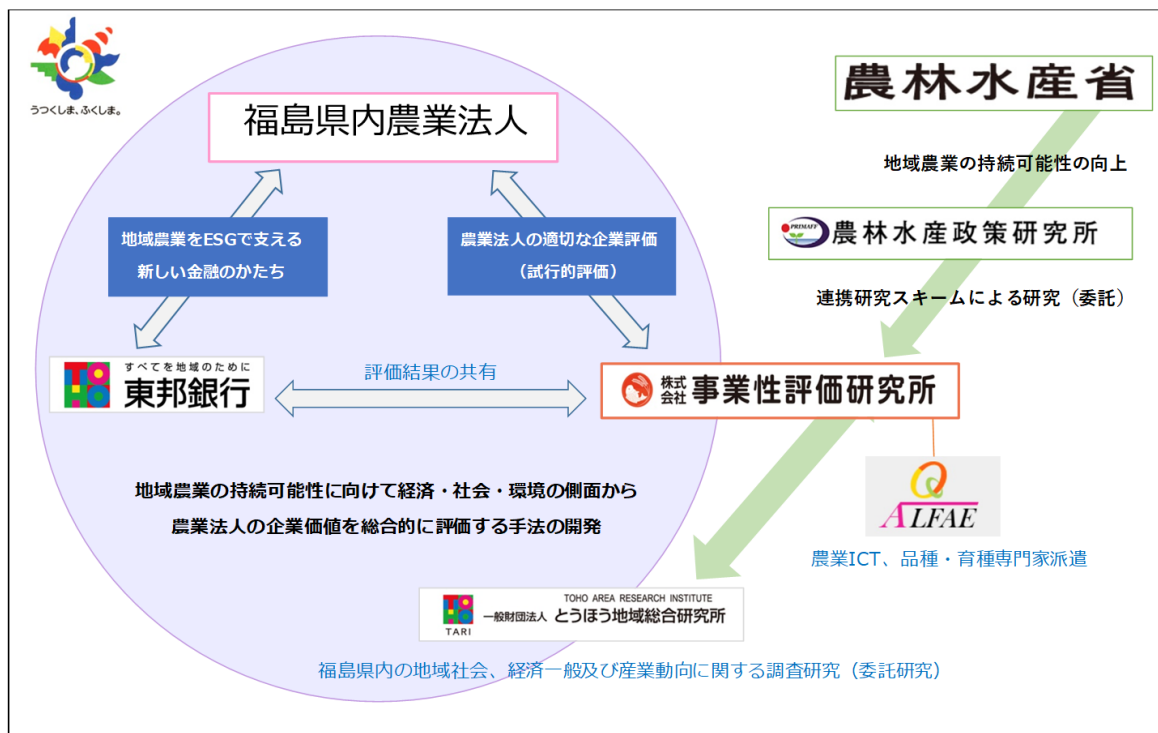 うつくしま、ふくしま。
福島県内農業法人
農林水産省
地域農業の持続可能性の向上
PRIMAFF
農林水産政策研究所
連携研究スキームによる研究（委託）
地域農業をESGで支える
新しい金融のかたち
農業法人の適切な企業評価
（試行的評価）
TOHO
すべてを地域のために
東邦銀行
評価結果の共有
株式会社
事業性評価研究所
地域農業の持続可能性に向けて経済・社会・環境の側面から
農業法人の企業価値を総合的に評価する手法の開発
ALFAE
農業ICT、品種・育種専門家派遣
TOHO
TARI
TOHO AREA RESEARCH INSTITUTE
一般財団法人 とうほう地域総合研究所
福島県内の地域社会、経済一般及び産業動向に関する調査研究（委託研究）